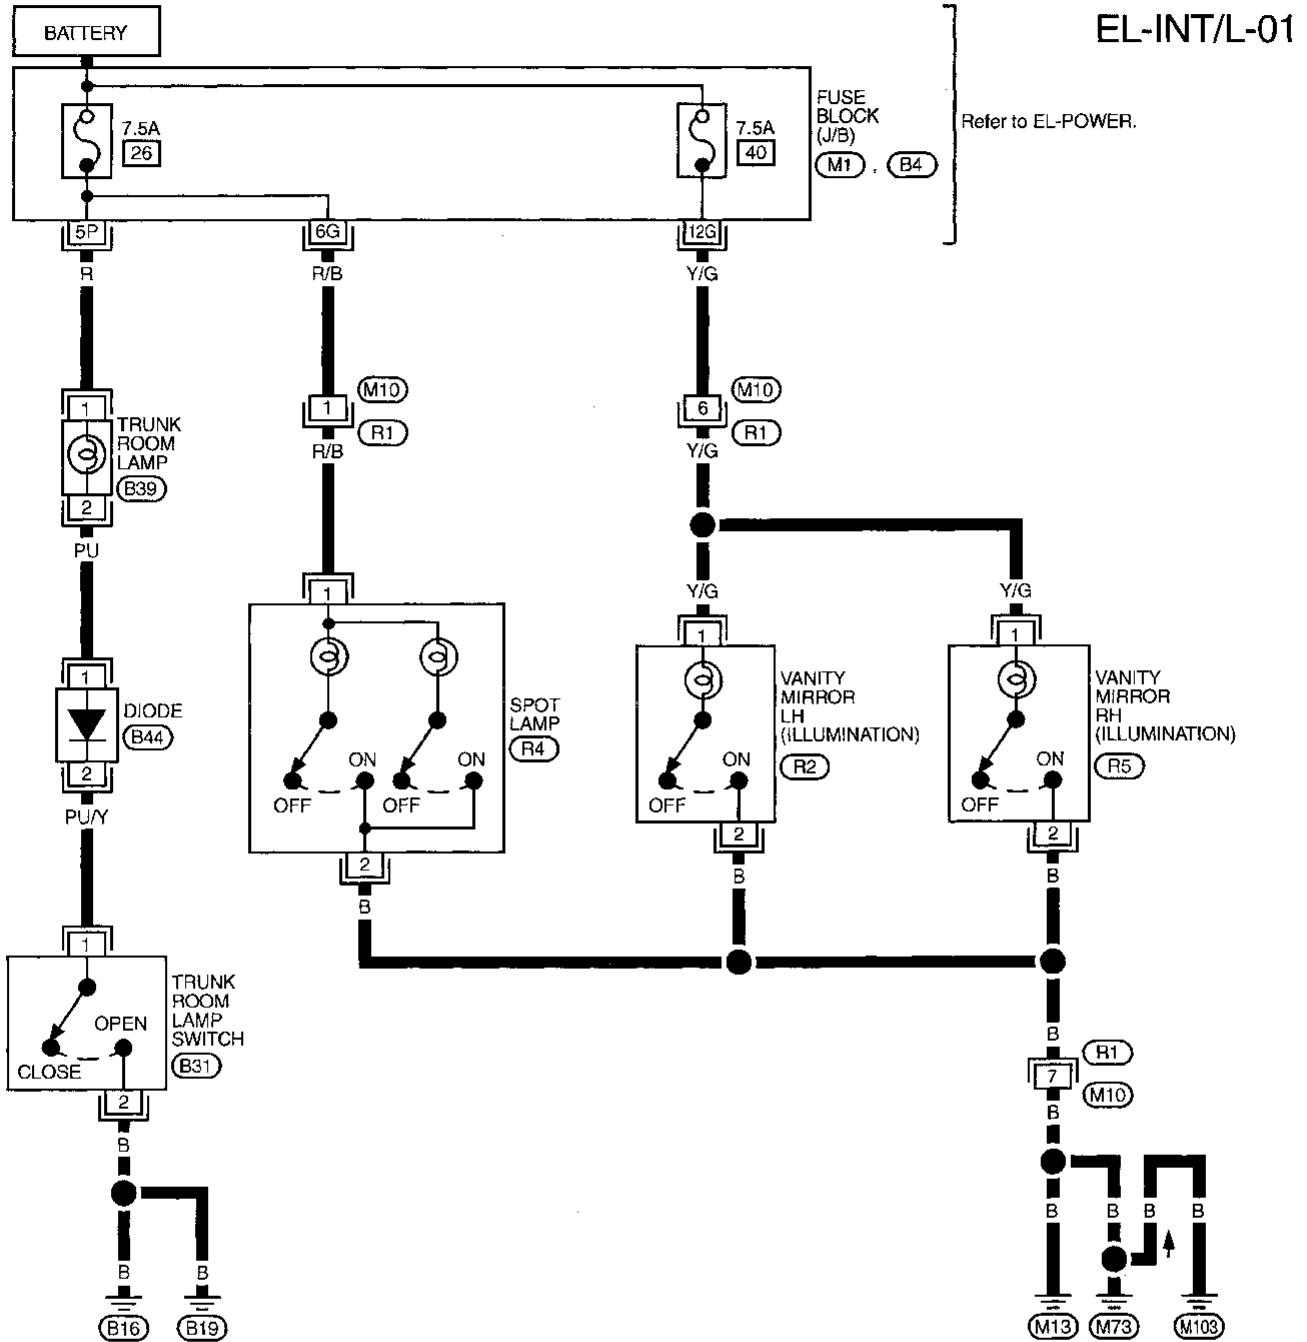 EL-INT/L-01
BATTERY
7.5A
26
7.5A
40
FUSE
BLOCK
(J/B)
M1 , B4
Refer to EL-POWER.
5P
6G
12G
R
R/B
Y/G
1
M10
R1
R/B
6
M10
R1
Y/G
1
TRUNK
ROOM
LAMP
B39
2
PU
Y/G
Y/G
1
DIODE
B44
2
PU/Y
1
OFF
ON
OFF
ON
SPOT
LAMP
R4
2
B
1
OFF
ON
VANITY
MIRROR
LH
(ILLUMINATION)
R2
2
B
1
OFF
ON
VANITY
MIRROR
RH
(ILLUMINATION)
R5
2
B
1
OPEN
CLOSE
TRUNK
ROOM
LAMP
SWITCH
B31
2
B
B
B
B16
B19
B
R1
7
M10
B
B
B
B
B
M13
M73
M103